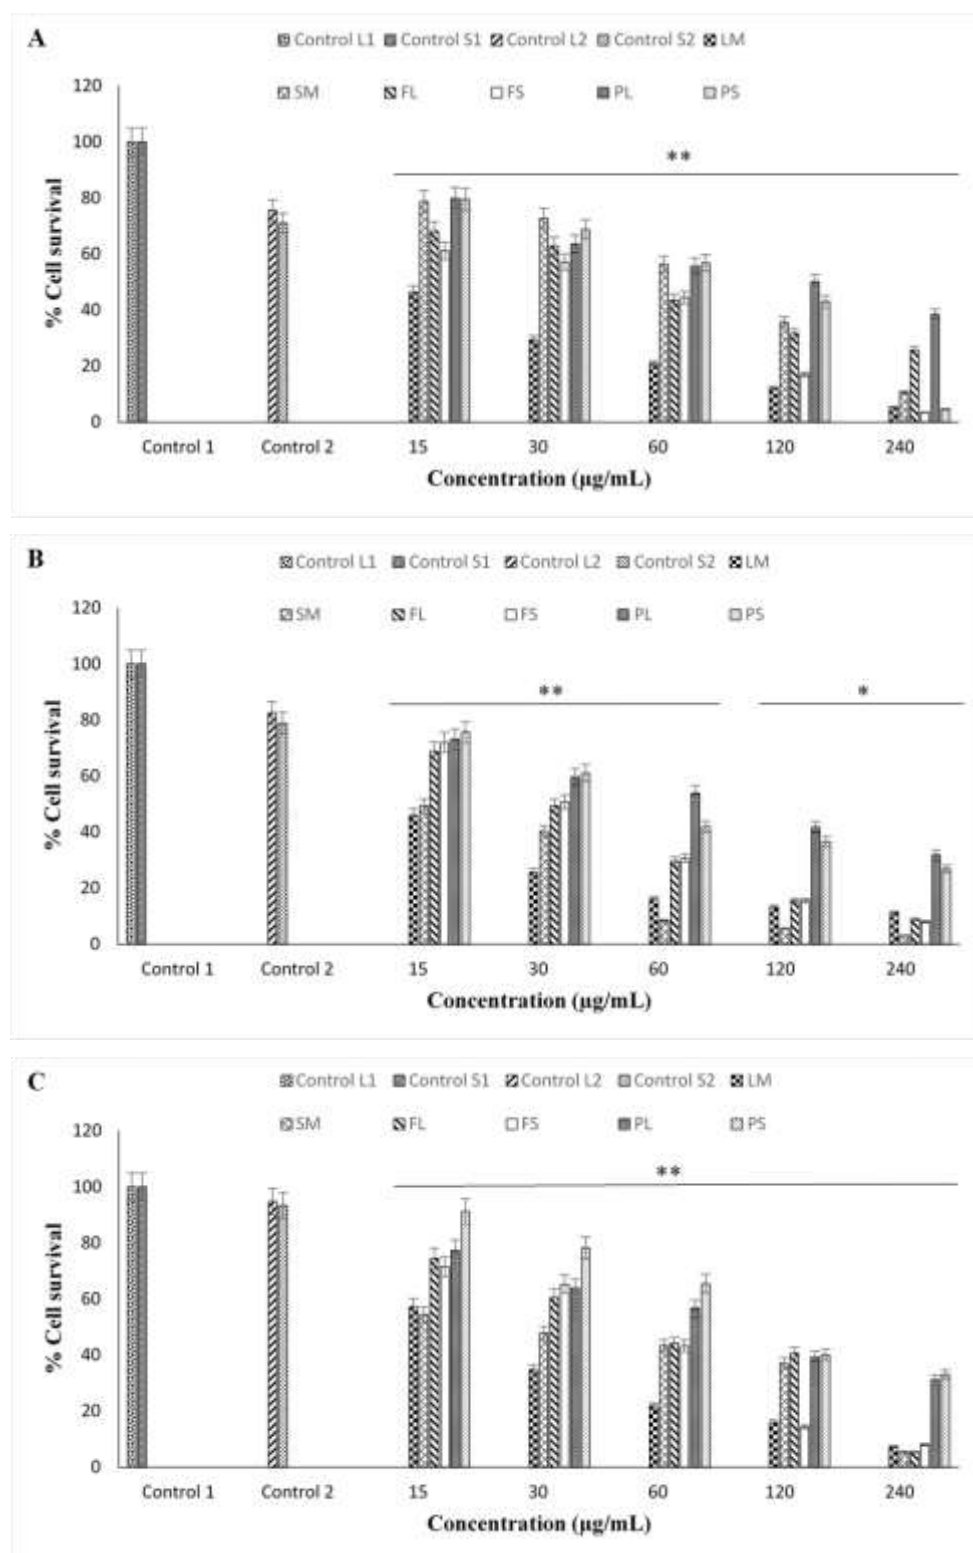 A
Control L1 Control S1 Control L2 Control S2 LM
SM FL FS PL PS
120
100
80
60
40
20
0
% Cell survival
**
Control 1 Control 2 15 30 60 120 240
Concentration (µg/mL)
B
Control L1 Control S1 Control L2 Control S2 LM
SM FL FS PL PS
120
100
80
60
40
20
0
% Cell survival
** *
Control 1 Control 2 15 30 60 120 240
Concentration (µg/mL)
C
Control L1 Control S1 Control L2 Control S2 LM
SM FL FS PL PS
120
100
80
60
40
20
0
% Cell survival
**
Control 1 Control 2 15 30 60 120 240
Concentration (µg/mL)